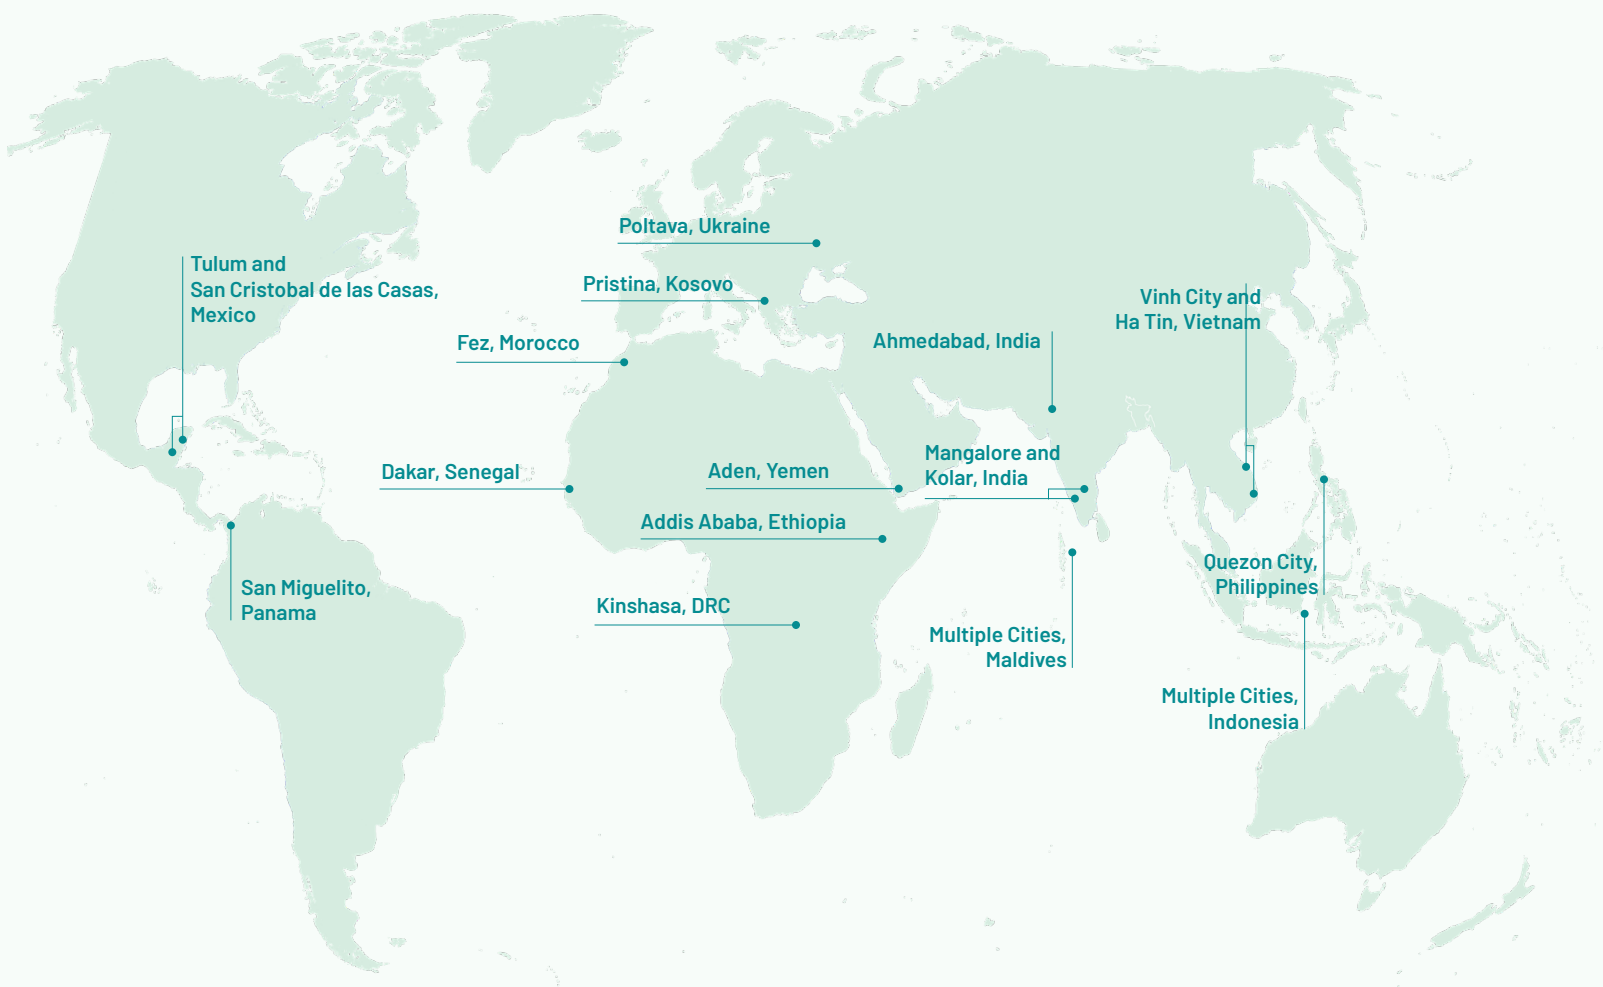 Poltava, Ukraine
Tulum and
San Cristobal de las Casas,
Mexico
Pristina, Kosovo
Vinh City and
Ha Tin, Vietnam
Fez, Morocco
Ahmedabad, India
Mangalore and
Kolar, India
Dakar, Senegal
Aden, Yemen
Addis Ababa, Ethiopia
Quezon City,
Philippines
San Miguelito,
Panama
Kinshasa, DRC
Multiple Cities,
Maldives
Multiple Cities,
Indonesia